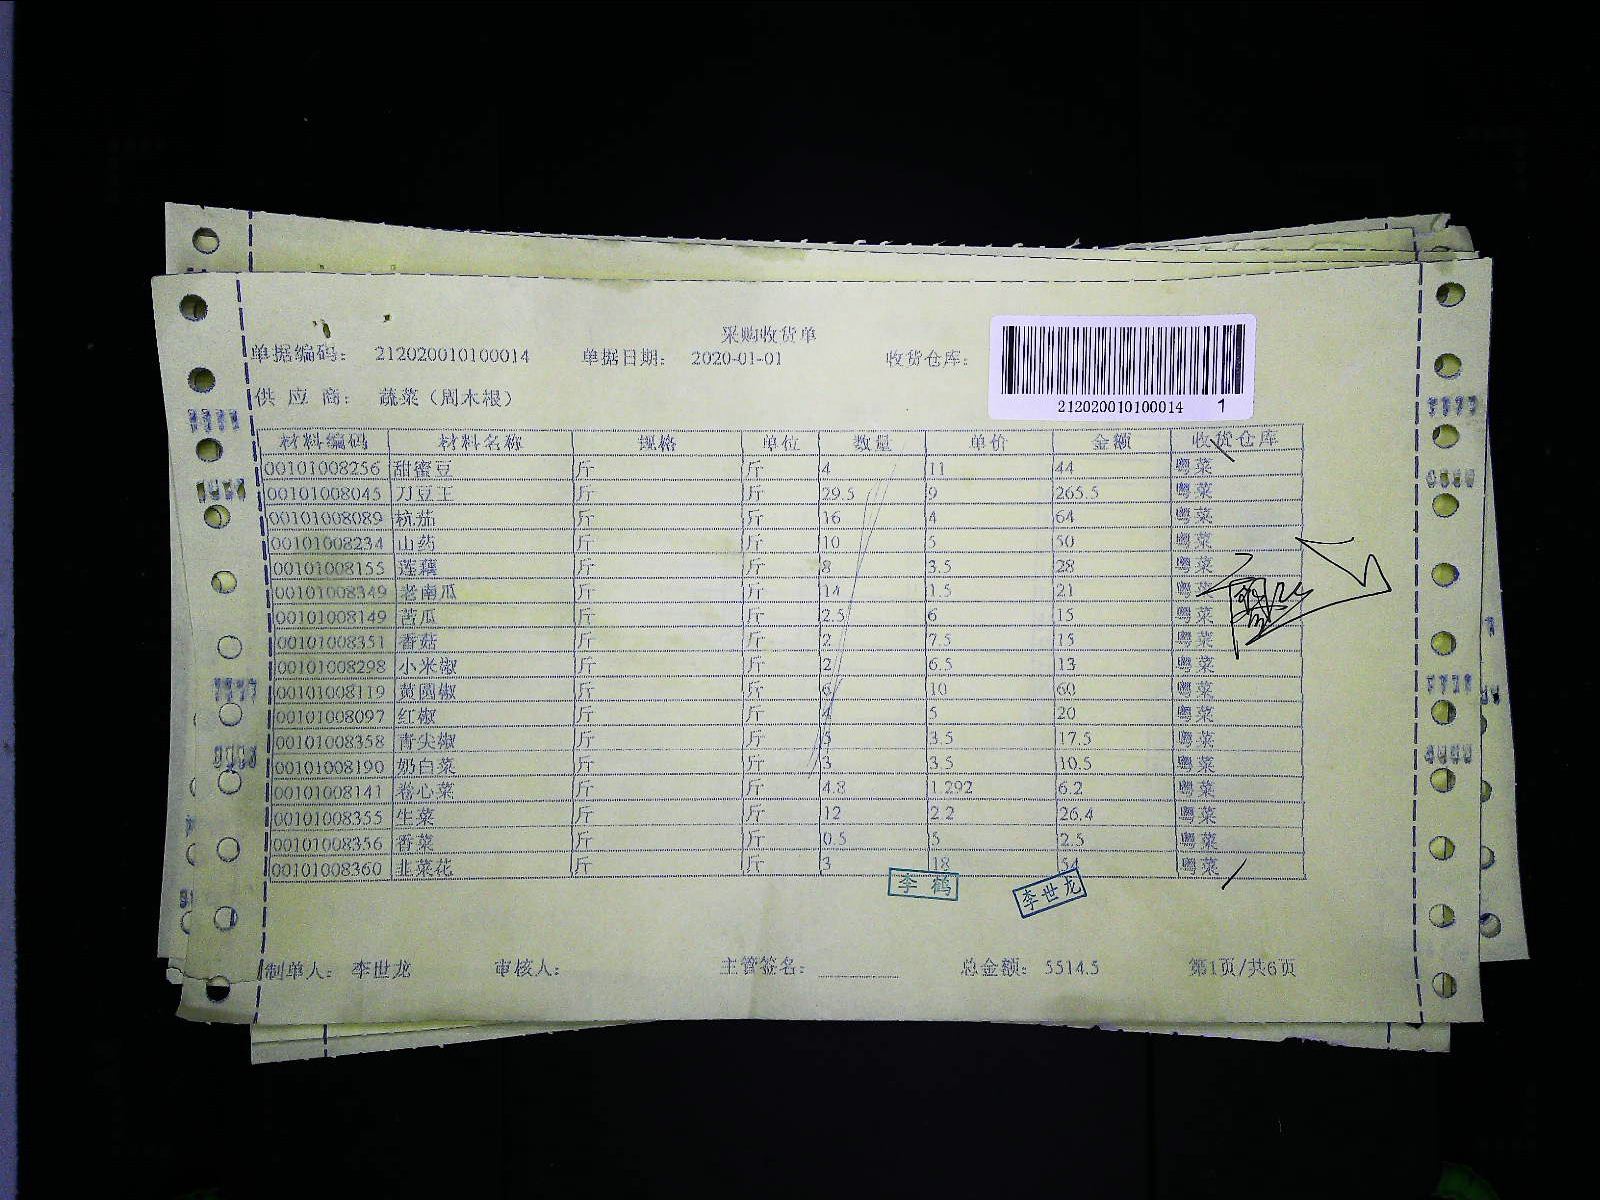 采购收货单
单据编码： 212020010100014 单据日期： 2020-01-01 收货仓库：
212020010100014 1
供 应 商： 蔬菜（周木根）
材料编码 材料名称 规格 单位 数量 单价 金额 收货仓库
00101008256 甜蜜豆 斤 斤 4 11 44 粤菜
00101008045 刀豆王 斤 斤 29.5 9 265.5 粤菜
00101008089 杭茄 斤 斤 16 4 64 粤菜
00101008234 山药 斤 斤 10 5 50 粤菜
00101008155 莲藕 斤 斤 8 3.5 28 粤菜
00101008349 老南瓜 斤 斤 14 1.5 21 粤菜
00101008149 苦瓜 斤 斤 2.5 6 15 粤菜
00101008351 香菇 斤 斤 2 7.5 15 粤菜
00101008298 小米椒 斤 斤 2 6.5 13 粤菜
00101008119 黄圆椒 斤 斤 6 10 60 粤菜
00101008097 红椒 斤 斤 4 5 20 粤菜
00101008358 青尖椒 斤 斤 5 3.5 17.5 粤菜
00101008190 奶白菜 斤 斤 3 3.5 10.5 粤菜
00101008141 卷心菜 斤 斤 4.8 1.292 6.2 粤菜
00101008355 生菜 斤 斤 12 2.2 26.4 粤菜
00101008356 香菜 斤 斤 0.5 5 2.5 粤菜
00101008360 韭菜花 斤 斤 3 18 54 粤菜
李 鹤 李世龙
制单人： 李世龙 审核人： 主管签名： 总金额： 5514.5 第1页/共6页